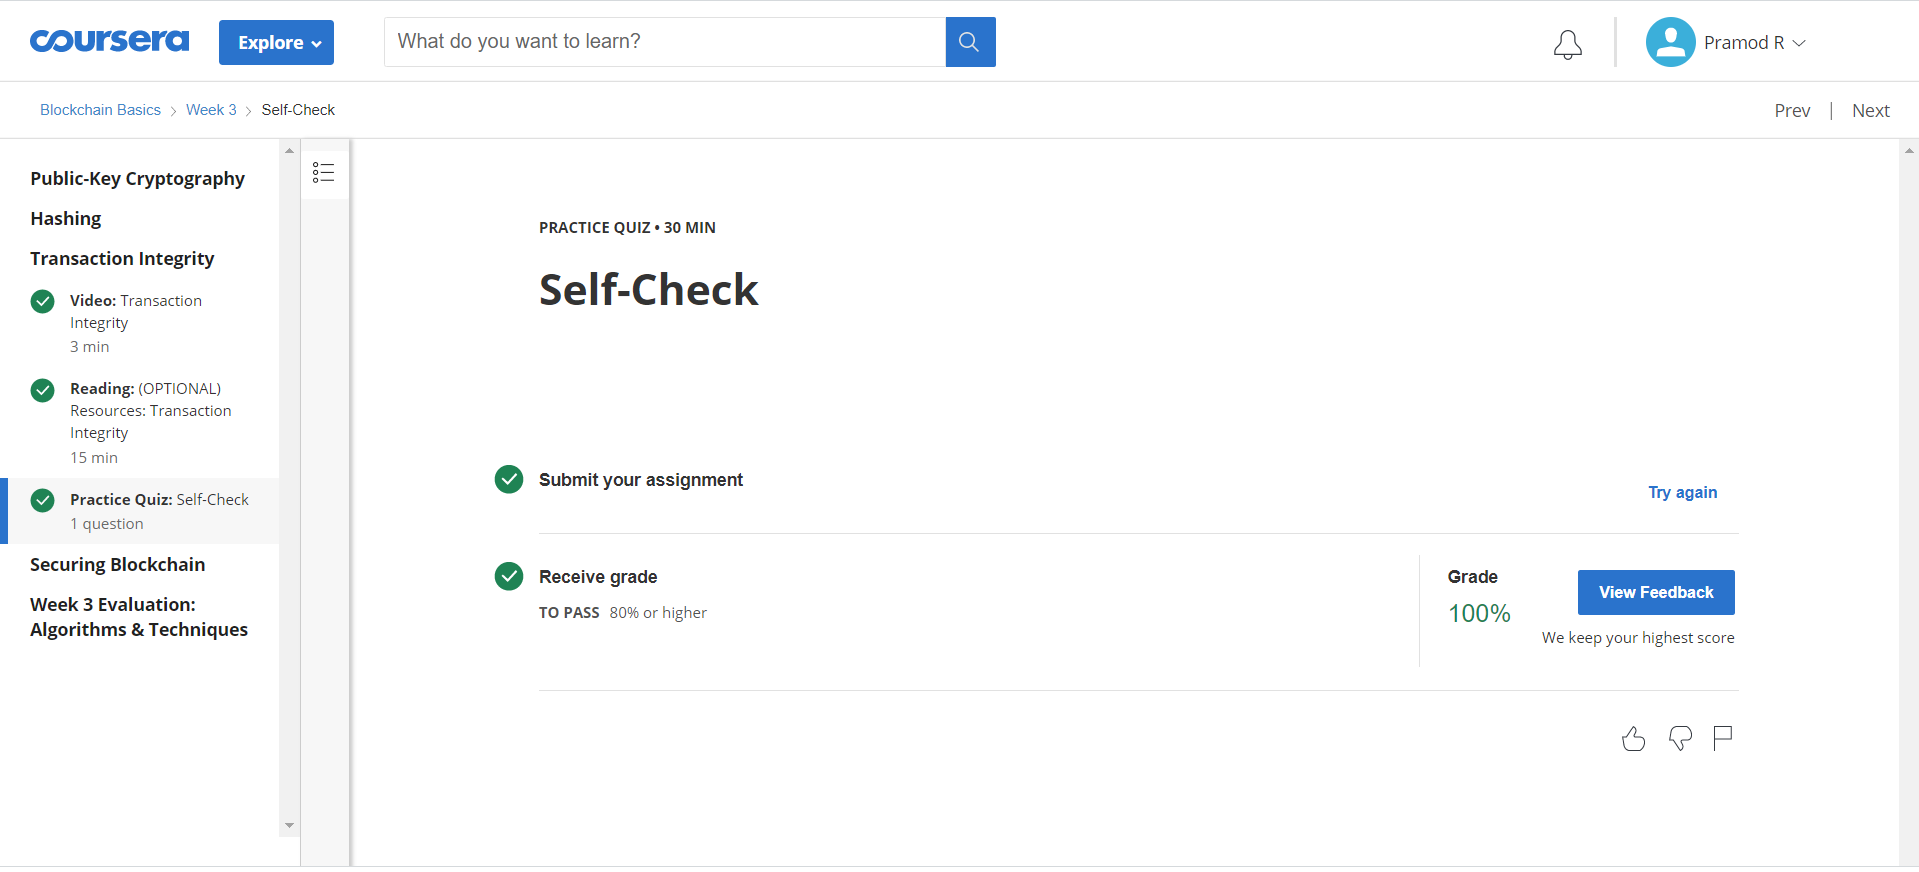 coursera
Explore
What do you want to learn?
Pramod R
Blockchain Basics
Week 3
Self-Check
Prev | Next
Public-Key Cryptography
Hashing
Transaction Integrity
Video: Transaction
Integrity
3 min
Reading: (OPTIONAL)
Resources: Transaction
Integrity
15 min
Practice Quiz: Self-Check
1 question
Securing Blockchain
Week 3 Evaluation:
Algorithms & Techniques
PRACTICE QUIZ • 30 MIN
Self-Check
Submit your assignment
Try again
Receive grade
TO PASS 80% or higher
Grade
100%
View Feedback
We keep your highest score